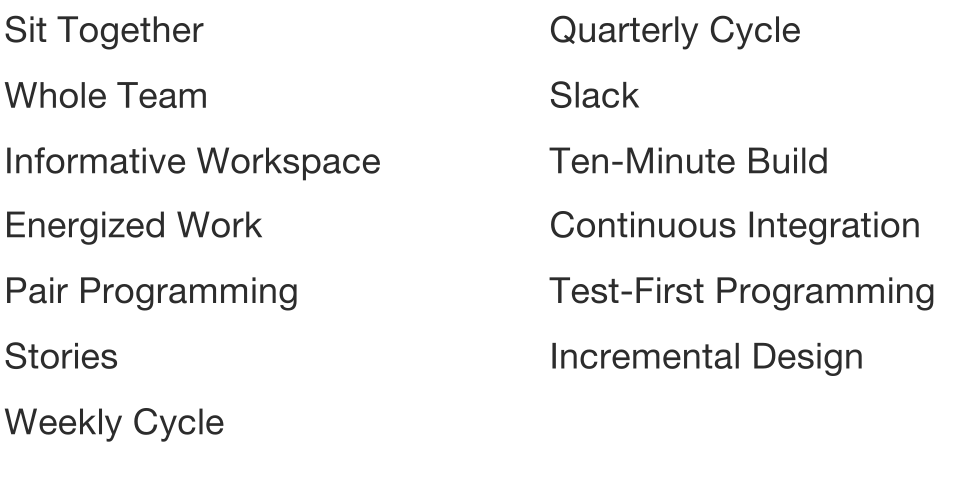 Sit Together
Whole Team
Informative Workspace
Energized Work
Pair Programming
Stories
Weekly Cycle
Quarterly Cycle
Slack
Ten-Minute Build
Continuous Integration
Test-First Programming
Incremental Design